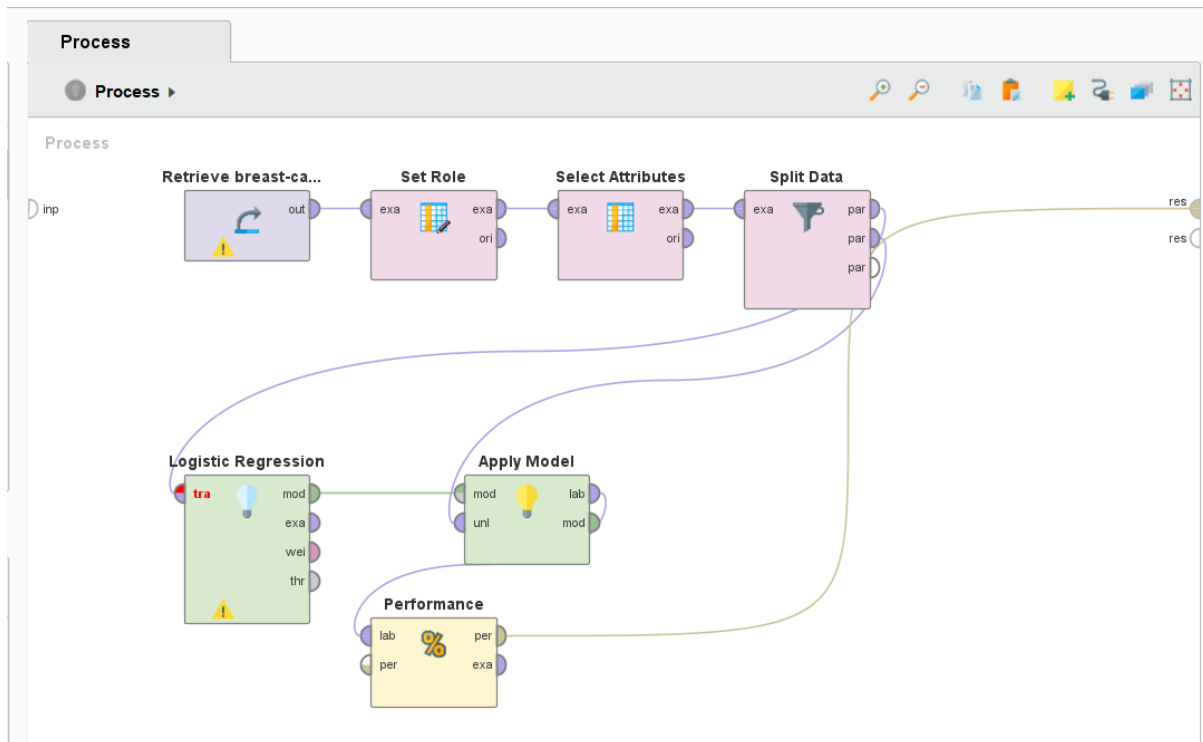 Process
Process
Process
Retrieve breast-ca...
Set Role
Select Attributes
Split Data
inp
out
exa
exa
ori
exa
exa
ori
exa
par
par
par
res
res
Logistic Regression
Apply Model
tra
mod
exa
wei
thr
mod
lab
unl
mod
Performance
%
lab
per
per
exa